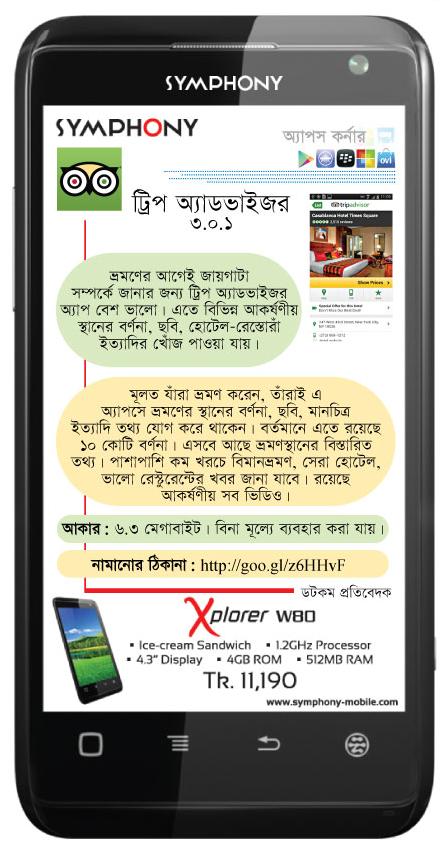 SYMPHONY
SYMPHONY
অ্যাপস কর্নার
ovi
ট্রিপ অ্যাডভাইজর
৩.০.১
tripadvisor
Casablanca Hotel Times Square
Show Prices
Special Offer for this hotel
ভ্রমণের আগেই জায়গাটা
সম্পর্কে জানার জন্য ট্রিপ অ্যাডভাইজর
অ্যাপ বেশ ভালো। এতে বিভিন্ন আকর্ষণীয়
স্থানের বর্ণনা, ছবি, হোটেল-রেস্তোরাঁ
ইত্যাদির খোঁজ পাওয়া যায়।
মূলত যাঁরা ভ্রমণ করেন, তাঁরাই এ
অ্যাপসে ভ্রমণের স্থানের বর্ণনা, ছবি, মানচিত্র
ইত্যাদি তথ্য যোগ করে থাকেন। বর্তমানে এতে রয়েছে
১০ কোটি বর্ণনা। এসবে আছে ভ্রমণস্থানের বিস্তারিত
তথ্য। পাশাপাশি কম খরচে বিমানভ্রমণ, সেরা হোটেল,
ভালো রেস্টুরেন্টের খবর জানা যাবে। রয়েছে
আকর্ষণীয় সব ভিডিও।
আকার : ৬.৩ মেগাবাইট। বিনা মূল্যে ব্যবহার করা যায়।
নামানোর ঠিকানা : http://goo.gl/z6HHvF
ডটকম প্রতিবেদক
Xplorer W80
▪ Ice-cream Sandwich ▪ 1.2GHz Processor
▪ 4.3" Display ▪ 4GB ROM ▪ 512MB RAM
Tk. 11,190
www.symphony-mobile.com